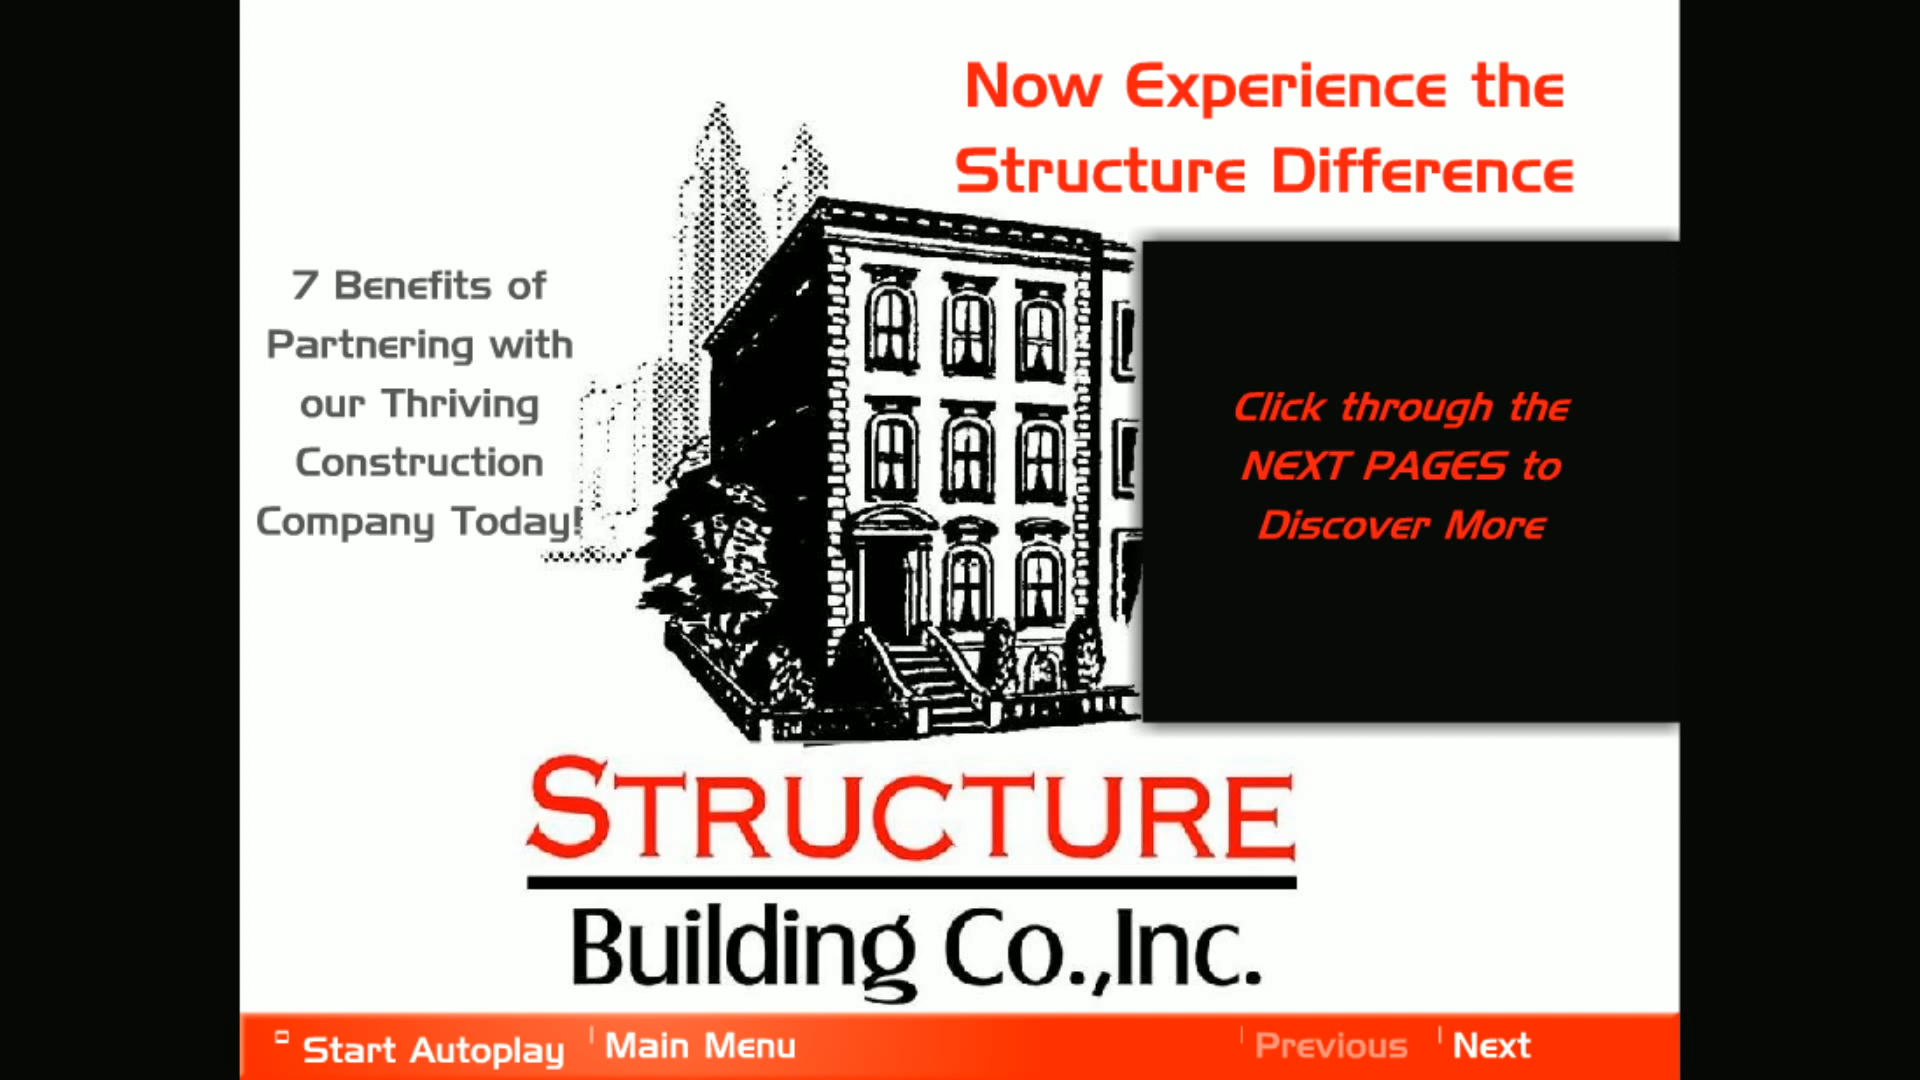 Now Experience the
Structure Difference
7 Benefits of
Partnering with
our Thriving
Construction
Company Today!
Click through the
NEXT PAGES to
Discover More
STRUCTURE
Building Co.,Inc.
Start Autoplay
Main Menu
Previous
Next